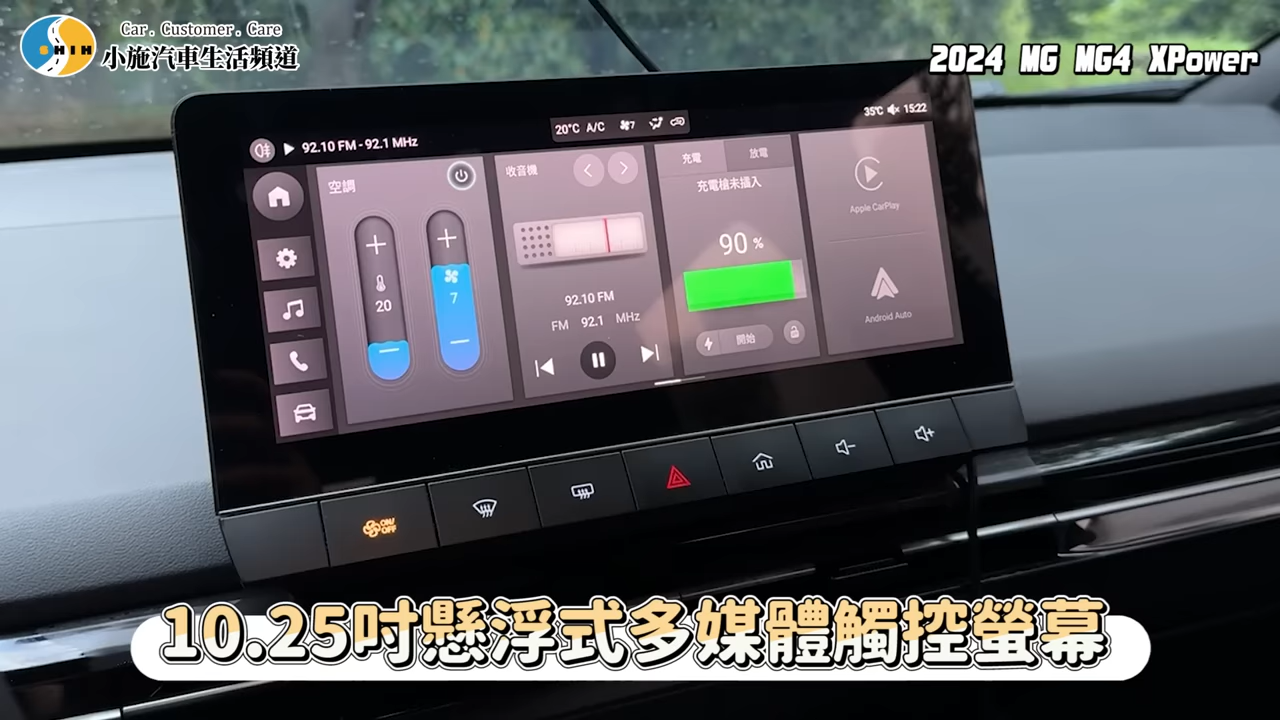 Car. Customer. Care
SHIH
小施汽車生活頻道
2024 MG MG4 XPower
92.10 FM - 92.1 MHz
20°C A/C 7
35°C 15:22
空調
20
7
收音機
92.10 FM
FM 92.1 MHz
充電 放電
充電槍未插入
90 %
開始
Apple CarPlay
Android Auto
ON/OFF
10.25吋懸浮式多媒體觸控螢幕